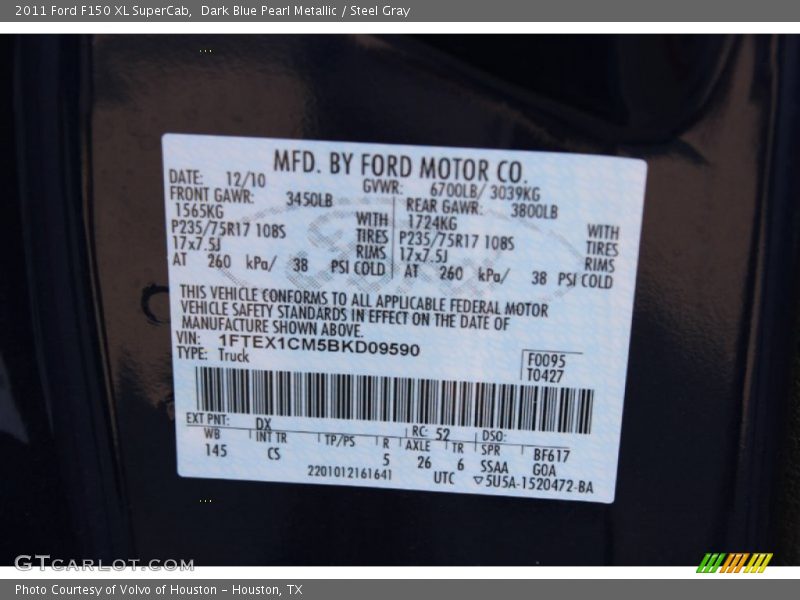 2011 Ford F150 XL SuperCab,  Dark Blue Pearl Metallic / Steel Gray
MFD. BY FORD MOTOR CO.
DATE: 12/10 GVWR: 6700LB/ 3039KG
FRONT GAWR: 3450LB REAR GAWR: 3800LB
1565KG WITH 1724KG WITH
P235/75R17 108S TIRES P235/75R17 108S TIRES
17x7.5J RIMS 17x7.5J RIMS
AT 260 kPa/ 38 PSI COLD AT 260 kPa/ 38 PSI COLD
THIS VEHICLE CONFORMS TO ALL APPLICABLE FEDERAL MOTOR
VEHICLE SAFETY STANDARDS IN EFFECT ON THE DATE OF
MANUFACTURE SHOWN ABOVE.
VIN: 1FTEX1CM5BKD09590
TYPE: Truck
F0095
T0427
EXT PNT: DX RC: 52 DSO:
WB INT TR TP/PS R AXLE TR SPR BF617
145 CS 5 26 6 SSAA GOA
2201012161641 UTC ▽5U5A-1520472-BA
GTCARLOT.COM
Photo Courtesy of Volvo of Houston - Houston, TX